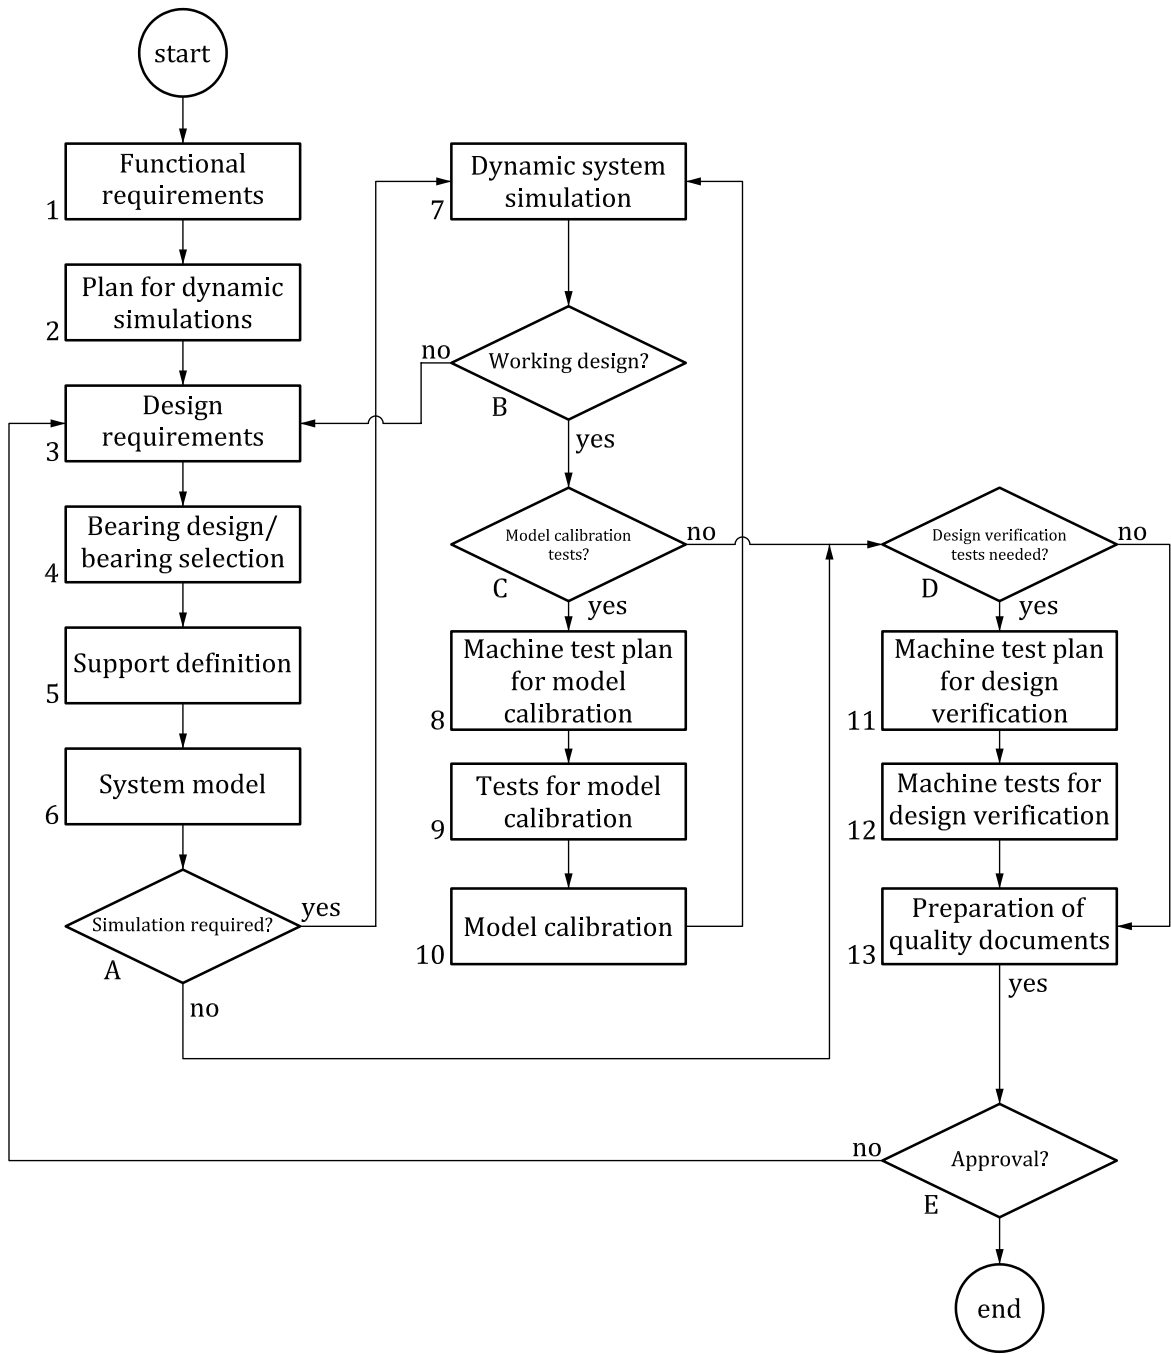 start
Functional
requirements
1
Plan for dynamic
simulations
2
Design
requirements
3
Bearing design/
bearing selection
4
Support definition
5
System model
6
Simulation required?
yes
A
no
Dynamic system
simulation
7
no
Working design?
B
yes
Model calibration
tests?
no
C
yes
Machine test plan
for model
calibration
8
Tests for model
calibration
9
Model calibration
10
Design verification
tests needed?
no
D
yes
Machine test plan
for design
verification
11
Machine tests for
design verification
12
Preparation of
quality documents
13
yes
no
Approval?
E
end